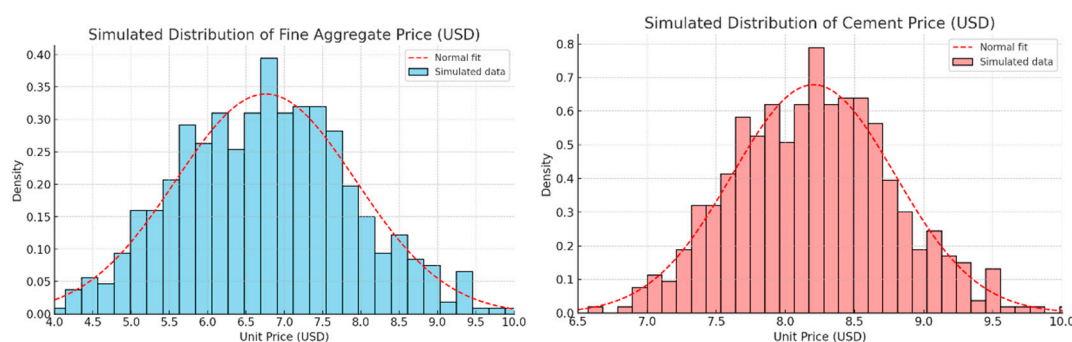 Simulated Distribution of Fine Aggregate Price (USD)
Normal fit
Simulated data
0.40
0.35
0.30
0.25
0.20
0.15
0.10
0.05
0.00
Density
4.0 4.5 5.0 5.5 6.0 6.5 7.0 7.5 8.0 8.5 9.0 9.5 10.0
Unit Price (USD)
Simulated Distribution of Cement Price (USD)
Normal fit
Simulated data
0.8
0.7
0.6
0.5
0.4
0.3
0.2
0.1
0.0
Density
6.5 7.0 7.5 8.0 8.5 9.0 9.5 10.0
Unit Price (USD)